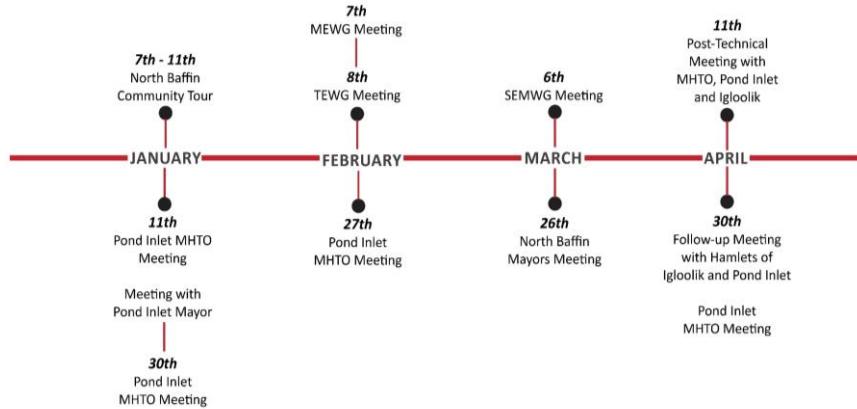 7th - 11th
North Baffin
Community Tour
JANUARY
11th
Pond Inlet MHTO
Meeting
Meeting with
Pond Inlet Mayor
30th
Pond Inlet
MHTO Meeting
7th
MEWG Meeting
8th
TEWG Meeting
FEBRUARY
27th
Pond Inlet
MHTO Meeting
6th
SEMWG Meeting
MARCH
26th
North Baffin
Mayors Meeting
11th
Post-Technical
Meeting with
MHTO, Pond Inlet
and Igloolik
APRIL
30th
Follow-up Meeting
with Hamlets of
Igloolik and Pond Inlet
Pond Inlet
MHTO Meeting